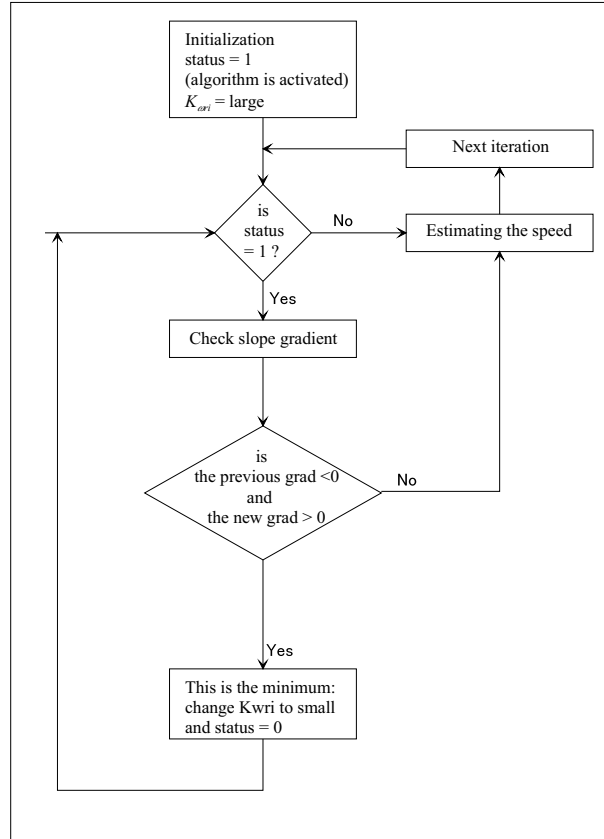 Initialization
status = 1
(algorithm is activated)
K_wri = large
Next iteration
is
status
= 1 ?
No
Estimating the speed
Yes
Check slope gradient
is
the previous grad <0
and
the new grad > 0
No
Yes
This is the minimum:
change Kwri to small
and status = 0